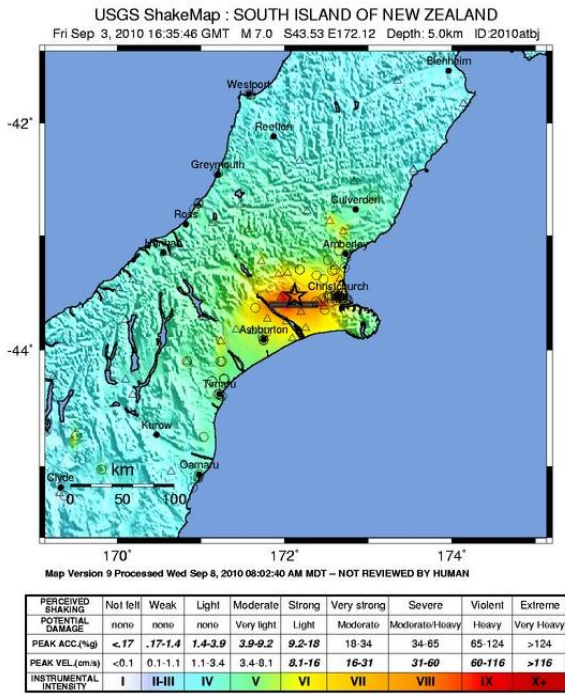 USGS ShakeMap : SOUTH ISLAND OF NEW ZEALAND
Fri Sep 3, 2010 16:35:46 GMT M 7.0 S43.53 E172.12 Depth: 5.0km ID:2010atbj
Blenheim
Westport
-42˚
Reefton
Greymouth
Culverden
Ross
Amberley
Christchurch
Ashburton
-44˚
Timaru
Kurow
Oamaru
km
Clyde
0 50 100
170˚ 172˚ 174˚
Map Version 9 Processed Wed Sep 8, 2010 08:02:40 AM MDT -- NOT REVIEWED BY HUMAN
PERCEIVED SHAKING Not felt Weak Light Moderate Strong Very strong Severe Violent Extreme
POTENTIAL DAMAGE none none none Very light Light Moderate Moderate/Heavy Heavy Very Heavy
PEAK ACC.(%g) <.17 .17-1.4 1.4-3.9 3.9-9.2 9.2-18 18-34 34-65 65-124 >124
PEAK VEL.(cm/s) <0.1 0.1-1.1 1.1-3.4 3.4-8.1 8.1-16 16-31 31-60 60-116 >116
INSTRUMENTAL INTENSITY I II-III IV V VI VII VIII IX X+